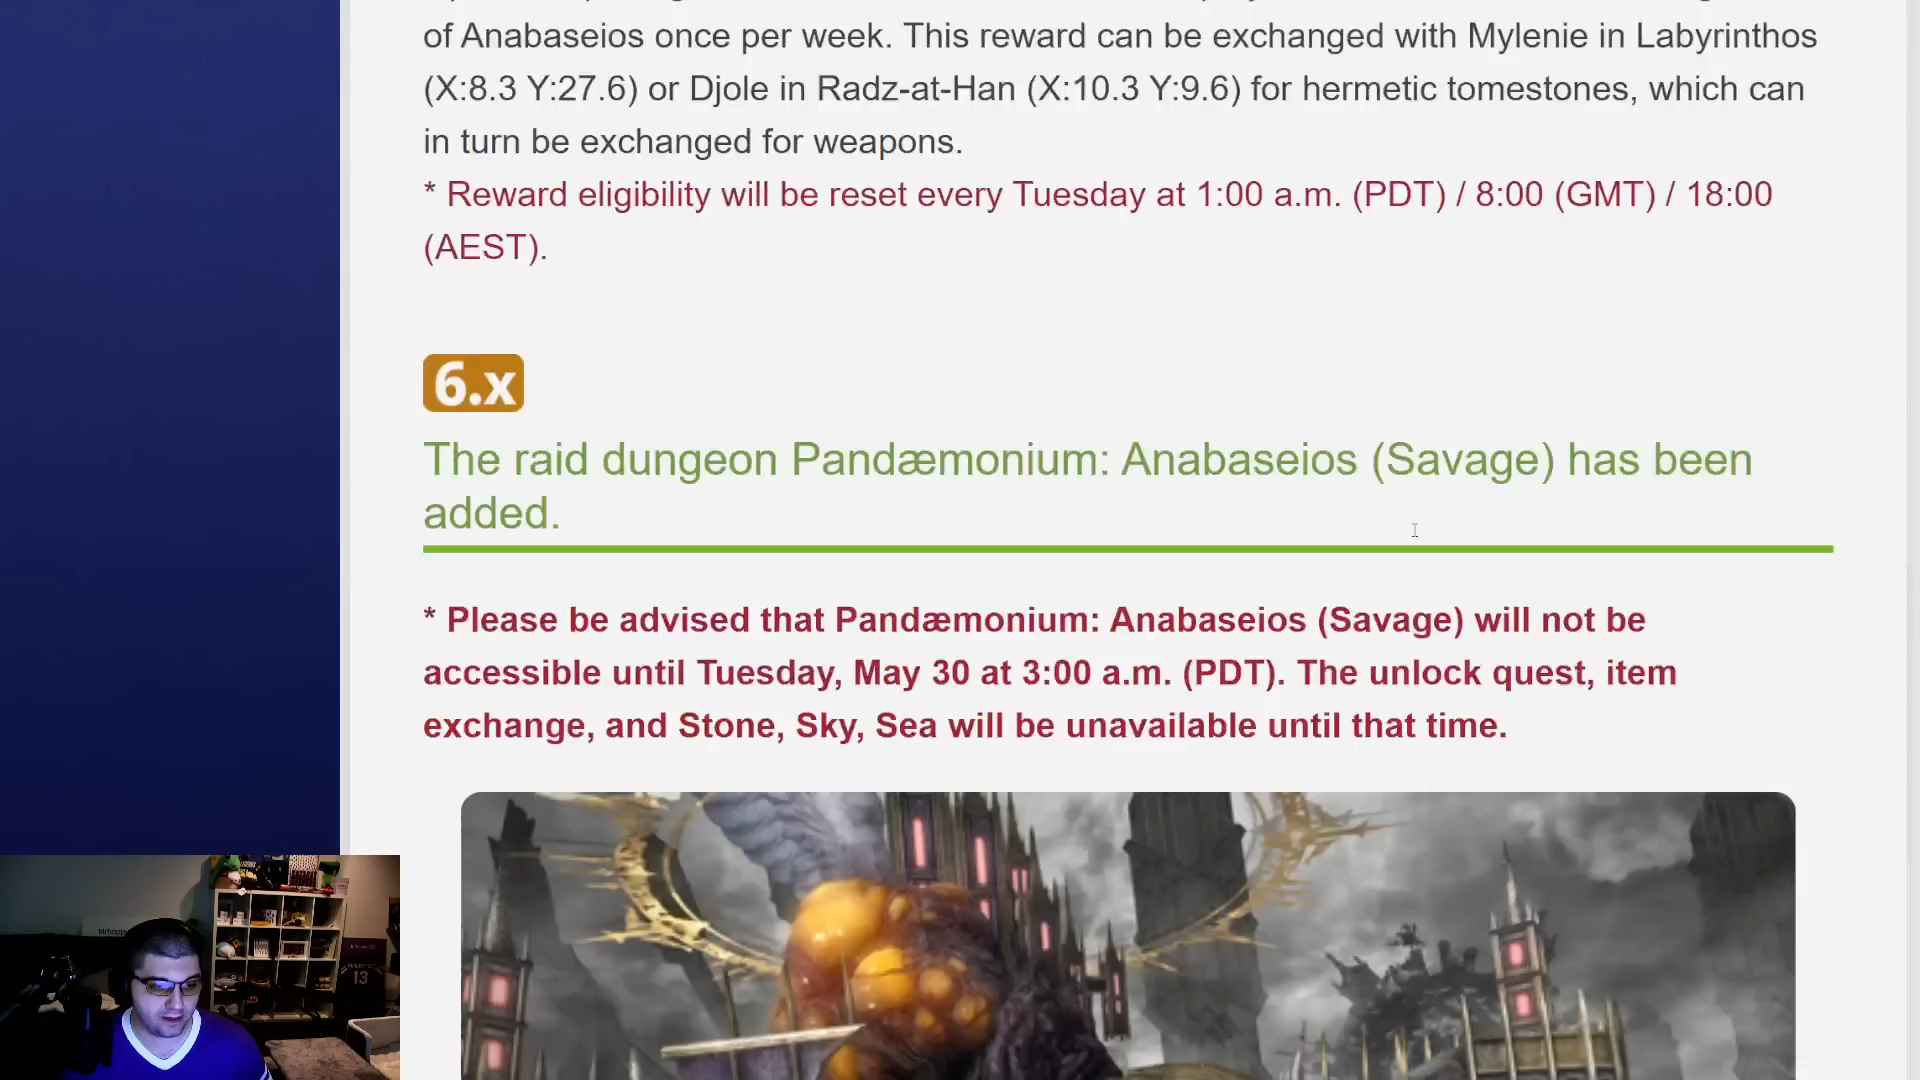 of Anabaseios once per week. This reward can be exchanged with Mylenie in Labyrinthos
(X:8.3 Y:27.6) or Djole in Radz-at-Han (X:10.3 Y:9.6) for hermetic tomestones, which can
in turn be exchanged for weapons.
* Reward eligibility will be reset every Tuesday at 1:00 a.m. (PDT) / 8:00 (GMT) / 18:00
(AEST).
6.x
The raid dungeon Pandæmonium: Anabaseios (Savage) has been
added.
* Please be advised that Pandæmonium: Anabaseios (Savage) will not be
accessible until Tuesday, May 30 at 3:00 a.m. (PDT). The unlock quest, item
exchange, and Stone, Sky, Sea will be unavailable until that time.
Mrhappy
13